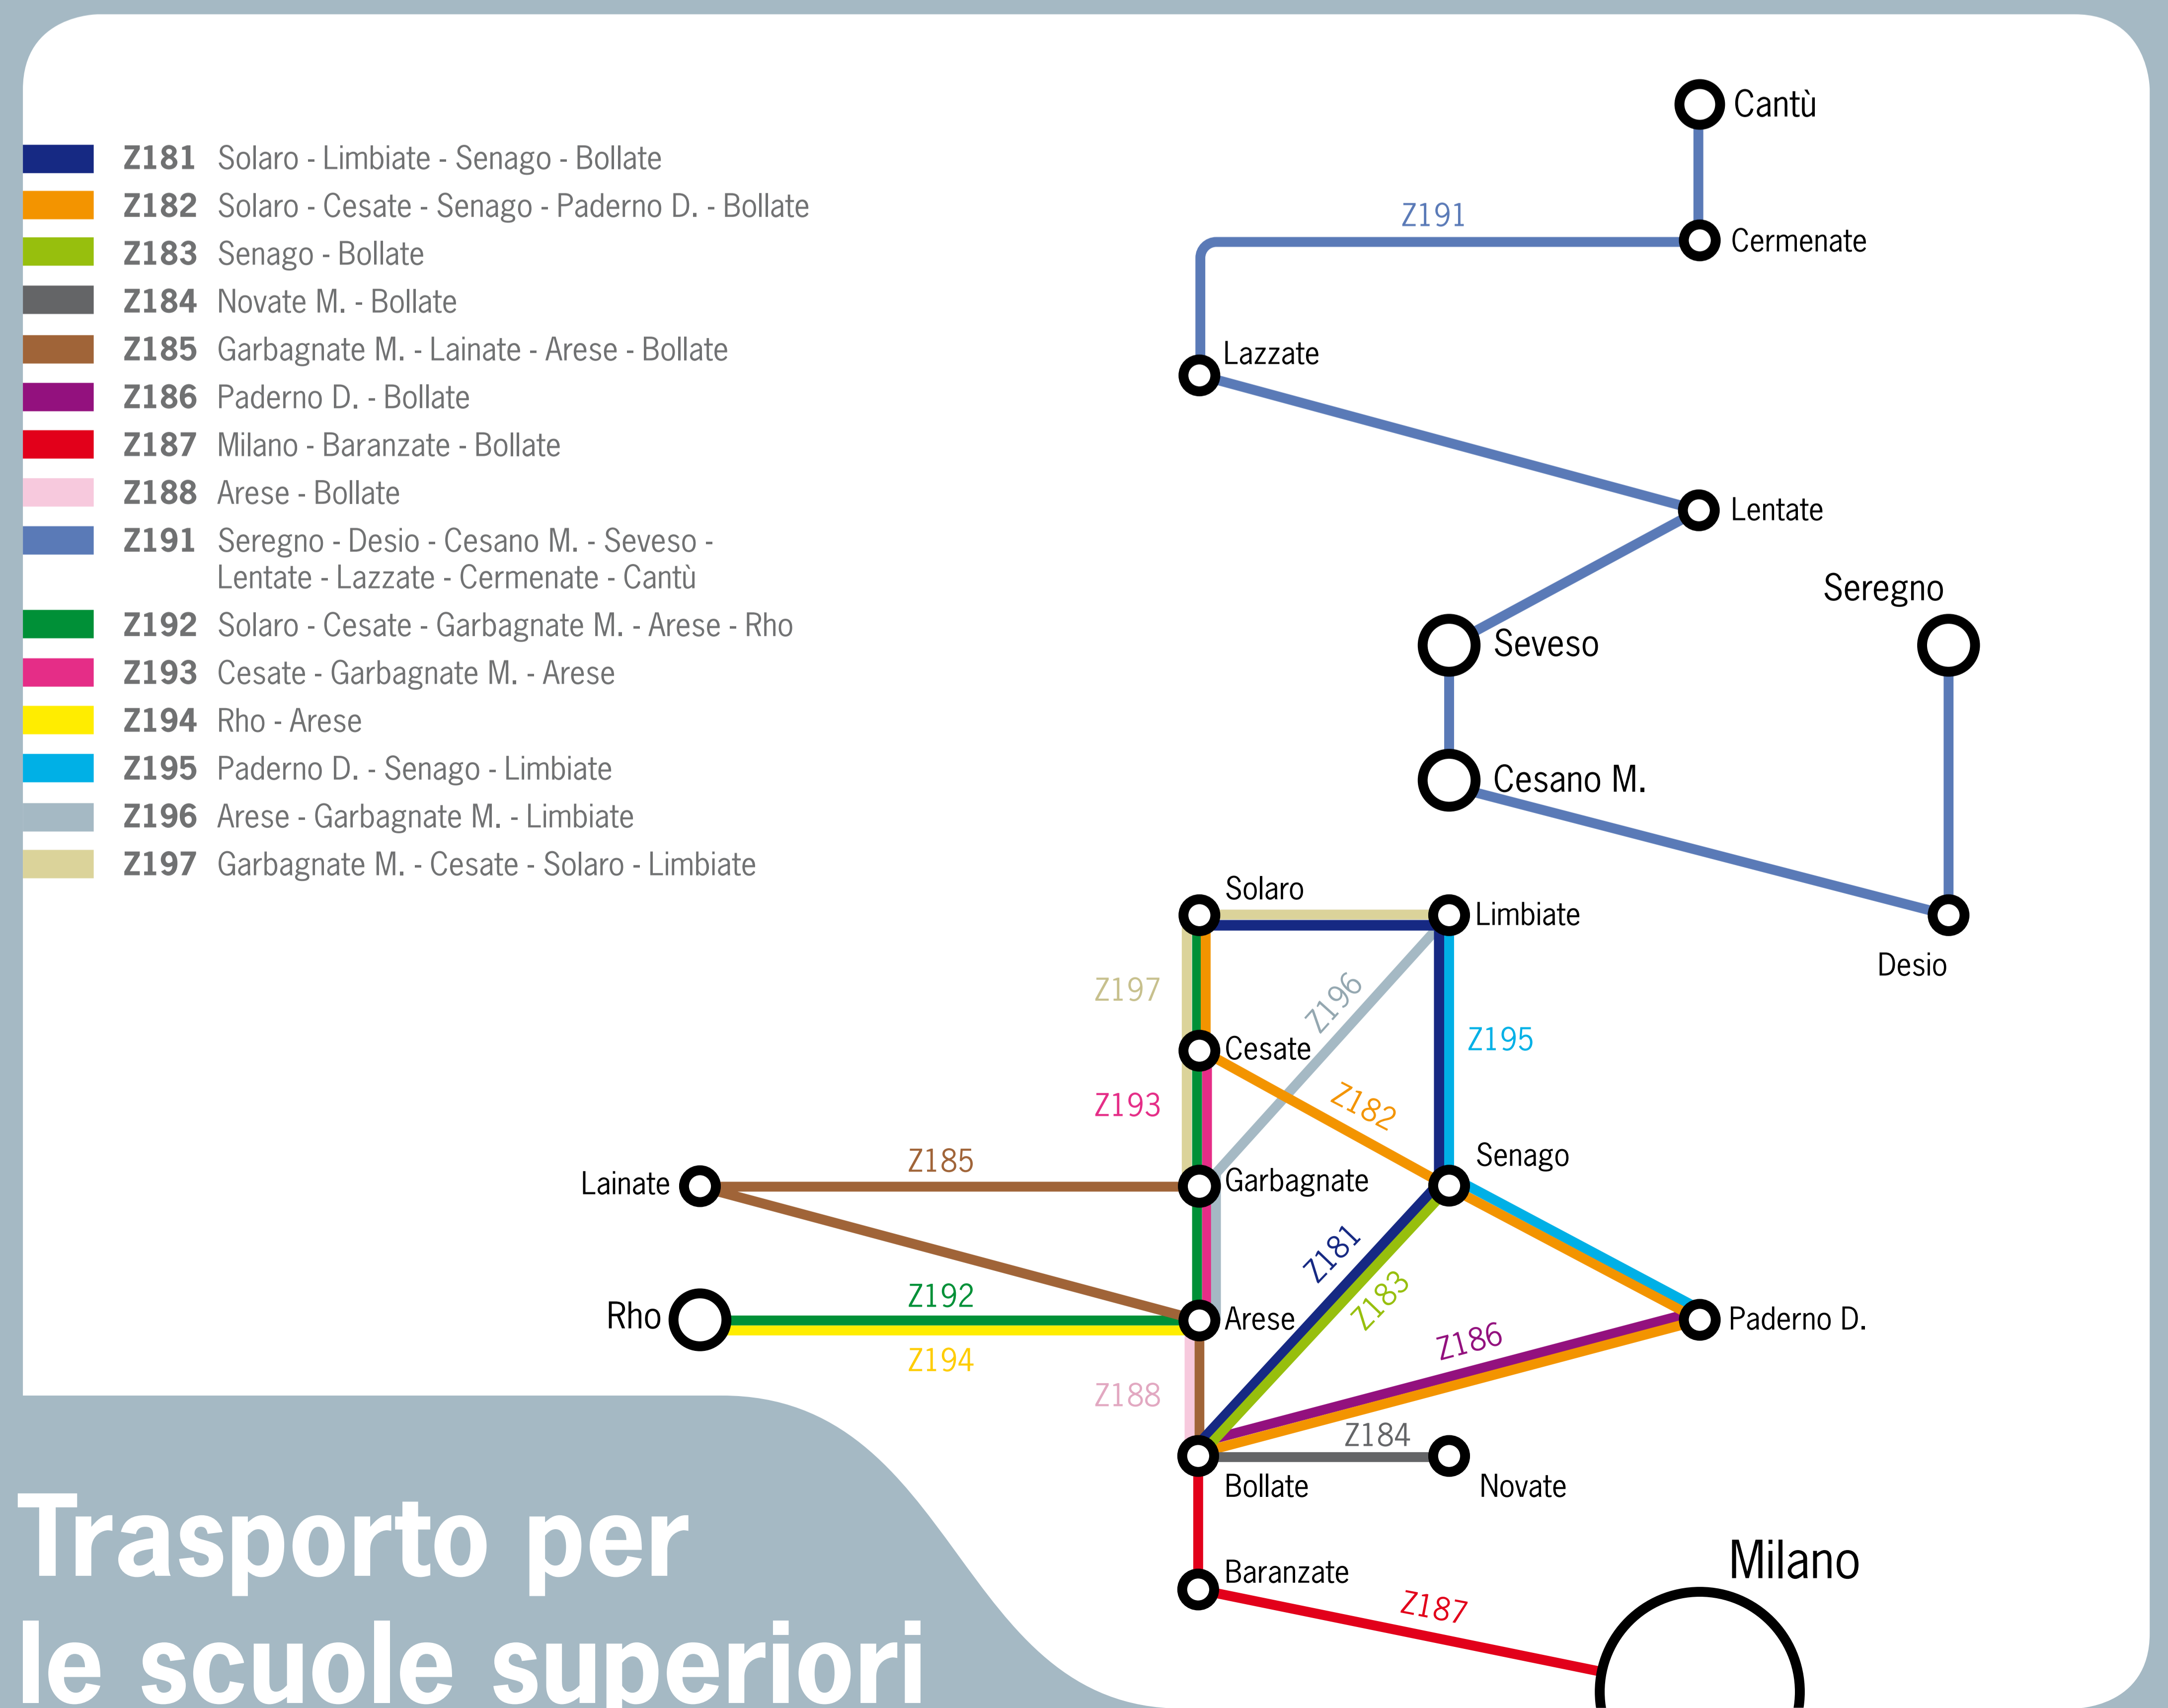 Z181 Solaro - Limbiate - Senago - Bollate
Z182 Solaro - Cesate - Senago - Paderno D. - Bollate
Z183 Senago - Bollate
Z184 Novate M. - Bollate
Z185 Garbagnate M. - Lainate - Arese - Bollate
Z186 Paderno D. - Bollate
Z187 Milano - Baranzate - Bollate
Z188 Arese - Bollate
Z191 Seregno - Desio - Cesano M. - Seveso -
Lentate - Lazzate - Cermenate - Cantù
Z192 Solaro - Cesate - Garbagnate M. - Arese - Rho
Z193 Cesate - Garbagnate M. - Arese
Z194 Rho - Arese
Z195 Paderno D. - Senago - Limbiate
Z196 Arese - Garbagnate M. - Limbiate
Z197 Garbagnate M. - Cesate - Solaro - Limbiate
Cantù
Z191
Cermenate
Lazzate
Lentate
Seregno
Seveso
Cesano M.
Solaro
Limbiate
Desio
Z197
Z196
Z195
Cesate
Z193
Z182
Z185
Senago
Lainate
Garbagnate
Z181
Z183
Z192
Rho
Arese
Paderno D.
Z186
Z194
Z188
Z184
Bollate
Novate
Milano
Baranzate
Z187
Trasporto per
le scuole superiori